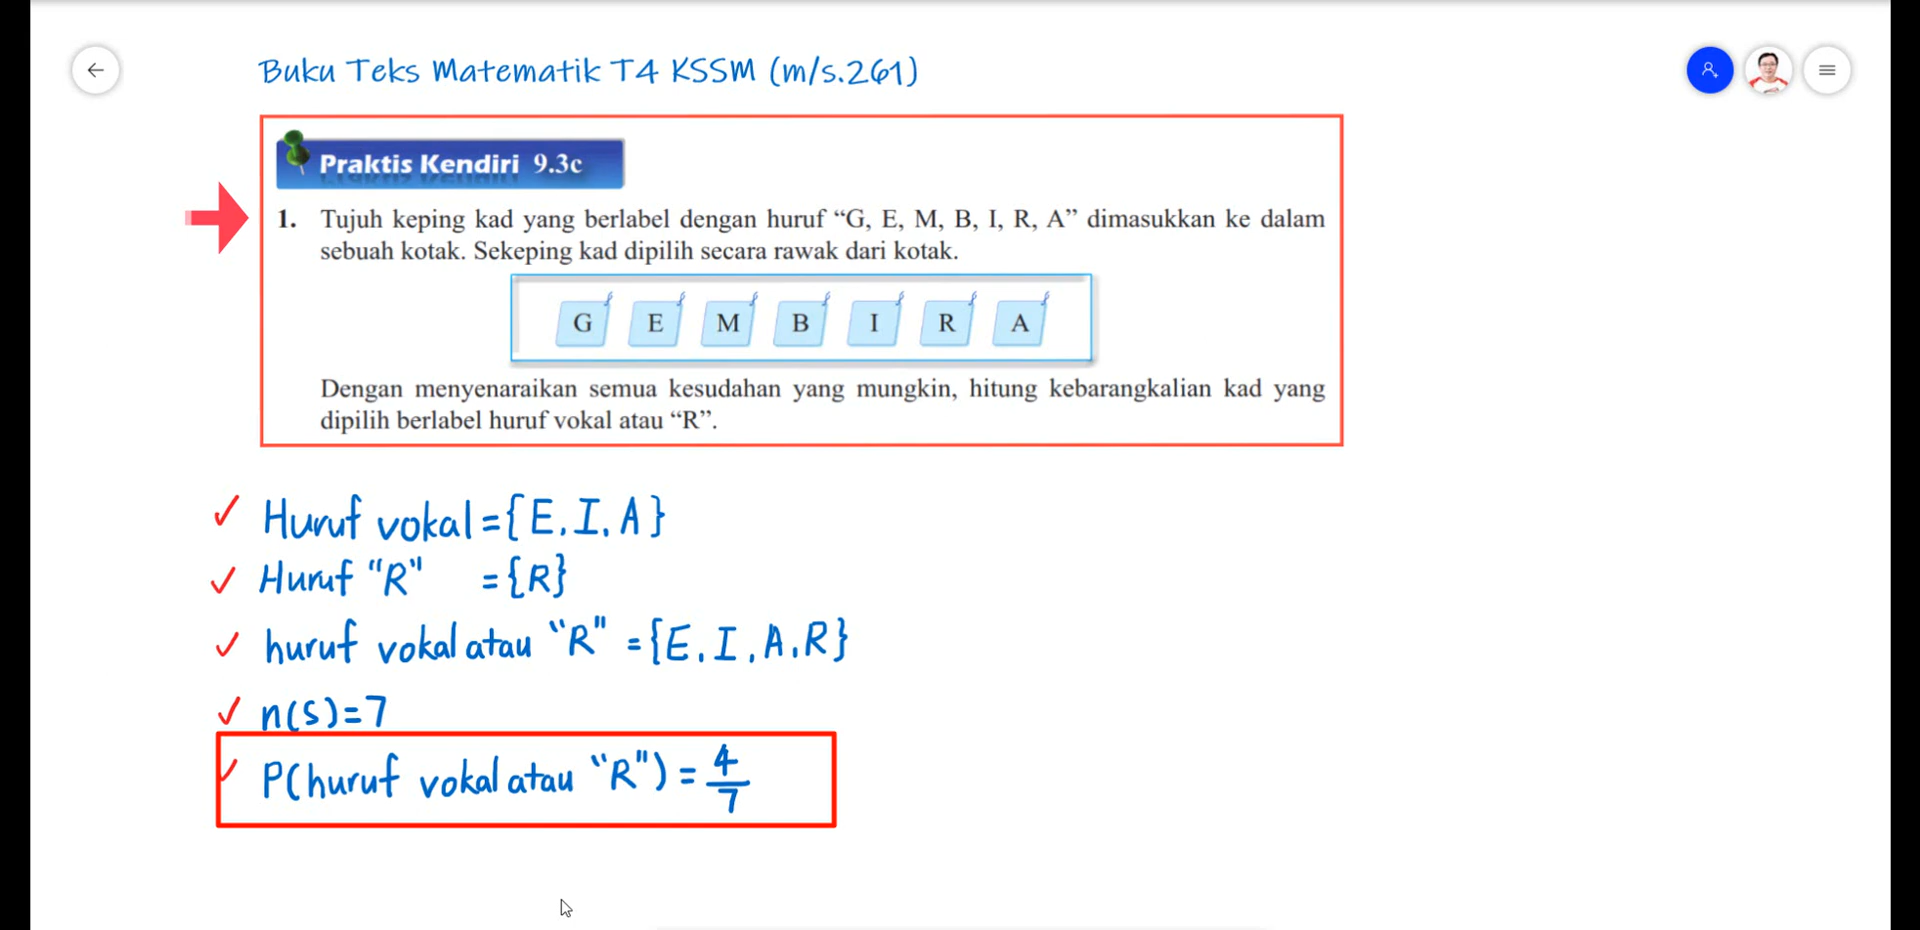 Buku Teks Matematik T4 KSSM (m/s.261)
Praktis Kendiri 9.3c
1. Tujuh keping kad yang berlabel dengan huruf “G, E, M, B, I, R, A” dimasukkan ke dalam
sebuah kotak. Sekeping kad dipilih secara rawak dari kotak.
G E M B I R A
Dengan menyenaraikan semua kesudahan yang mungkin, hitung kebarangkalian kad yang
dipilih berlabel huruf vokal atau “R”.
✓ Huruf vokal = {E, I, A}
✓ Huruf "R" = {R}
✓ huruf vokal atau "R" = {E, I, A, R}
✓ n(S)=7
✓ P(huruf vokal atau "R") = 4/7